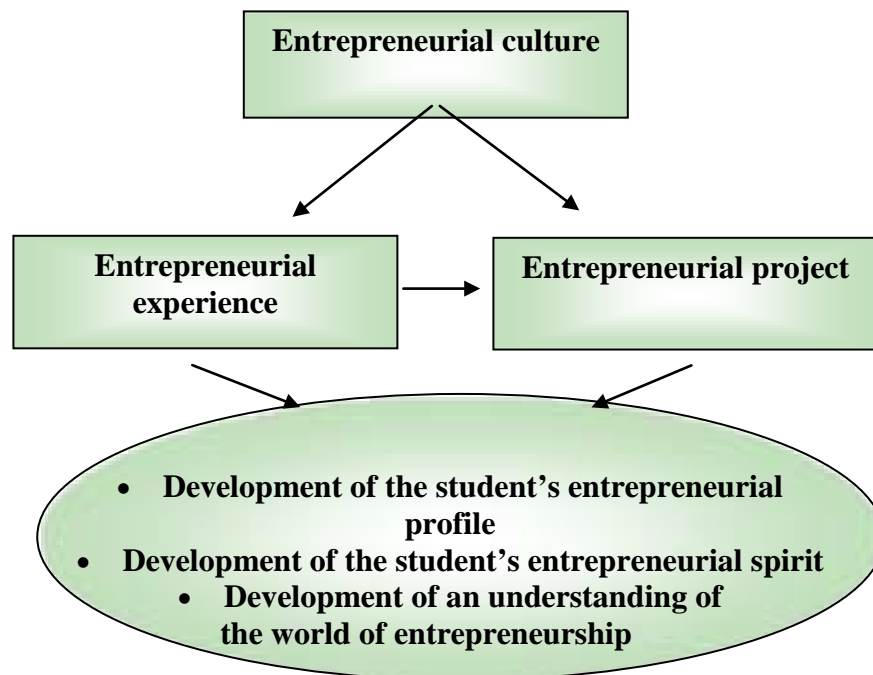 Entrepreneurial culture
Entrepreneurial
experience
Entrepreneurial project
• Development of the student’s entrepreneurial
profile
• Development of the student’s entrepreneurial spirit
• Development of an understanding of
the world of entrepreneurship